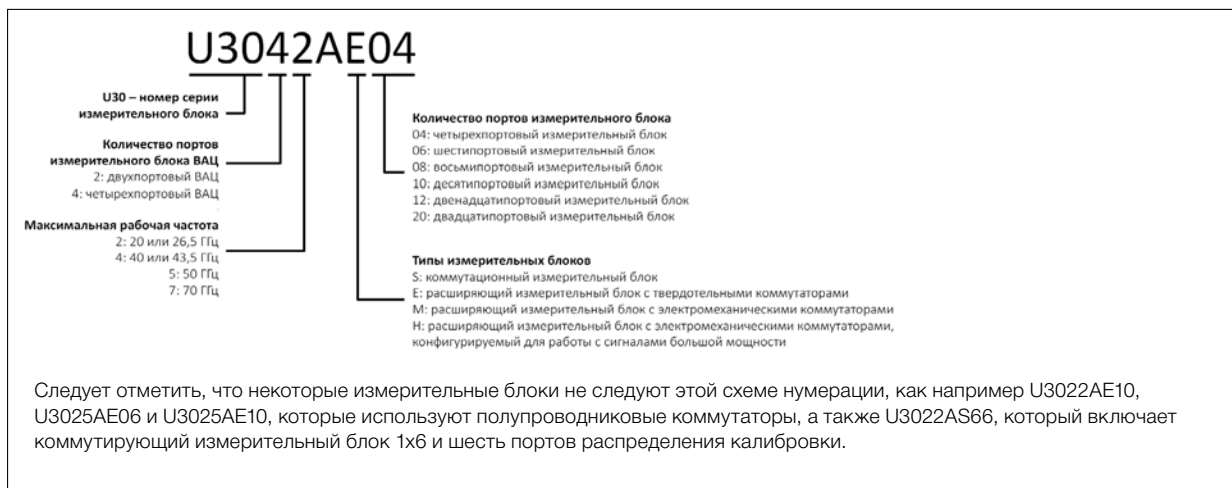 U3042AE04
U30 – номер серии
измерительного блока
Количество портов
измерительного блока ВАЦ
2: двухпортовый ВАЦ
4: четырехпортовый ВАЦ
Максимальная рабочая частота
2: 20 или 26,5 ГГц
4: 40 или 43,5 ГГц
5: 50 ГГц
7: 70 ГГц
Количество портов измерительного блока
04: четырехпортовый измерительный блок
06: шестипортовый измерительный блок
08: восьмипортовый измерительный блок
10: десятипортовый измерительный блок
12: двенадцатипортовый измерительный блок
20: двадцатипортовый измерительный блок
Типы измерительных блоков
S: коммутационный измерительный блок
E: расширяющий измерительный блок с твердотельными коммутаторами
M: расширяющий измерительный блок с электромеханическими коммутаторами
H: расширяющий измерительный блок с электромеханическими коммутаторами,
конфигурируемый для работы с сигналами большой мощности
Следует отметить, что некоторые измерительные блоки не следуют этой схеме нумерации, как например U3022AE10,
U3025AE06 и U3025AE10, которые используют полупроводниковые коммутаторы, а также U3022AS66, который включает
коммутирующий измерительный блок 1x6 и шесть портов распределения калибровки.